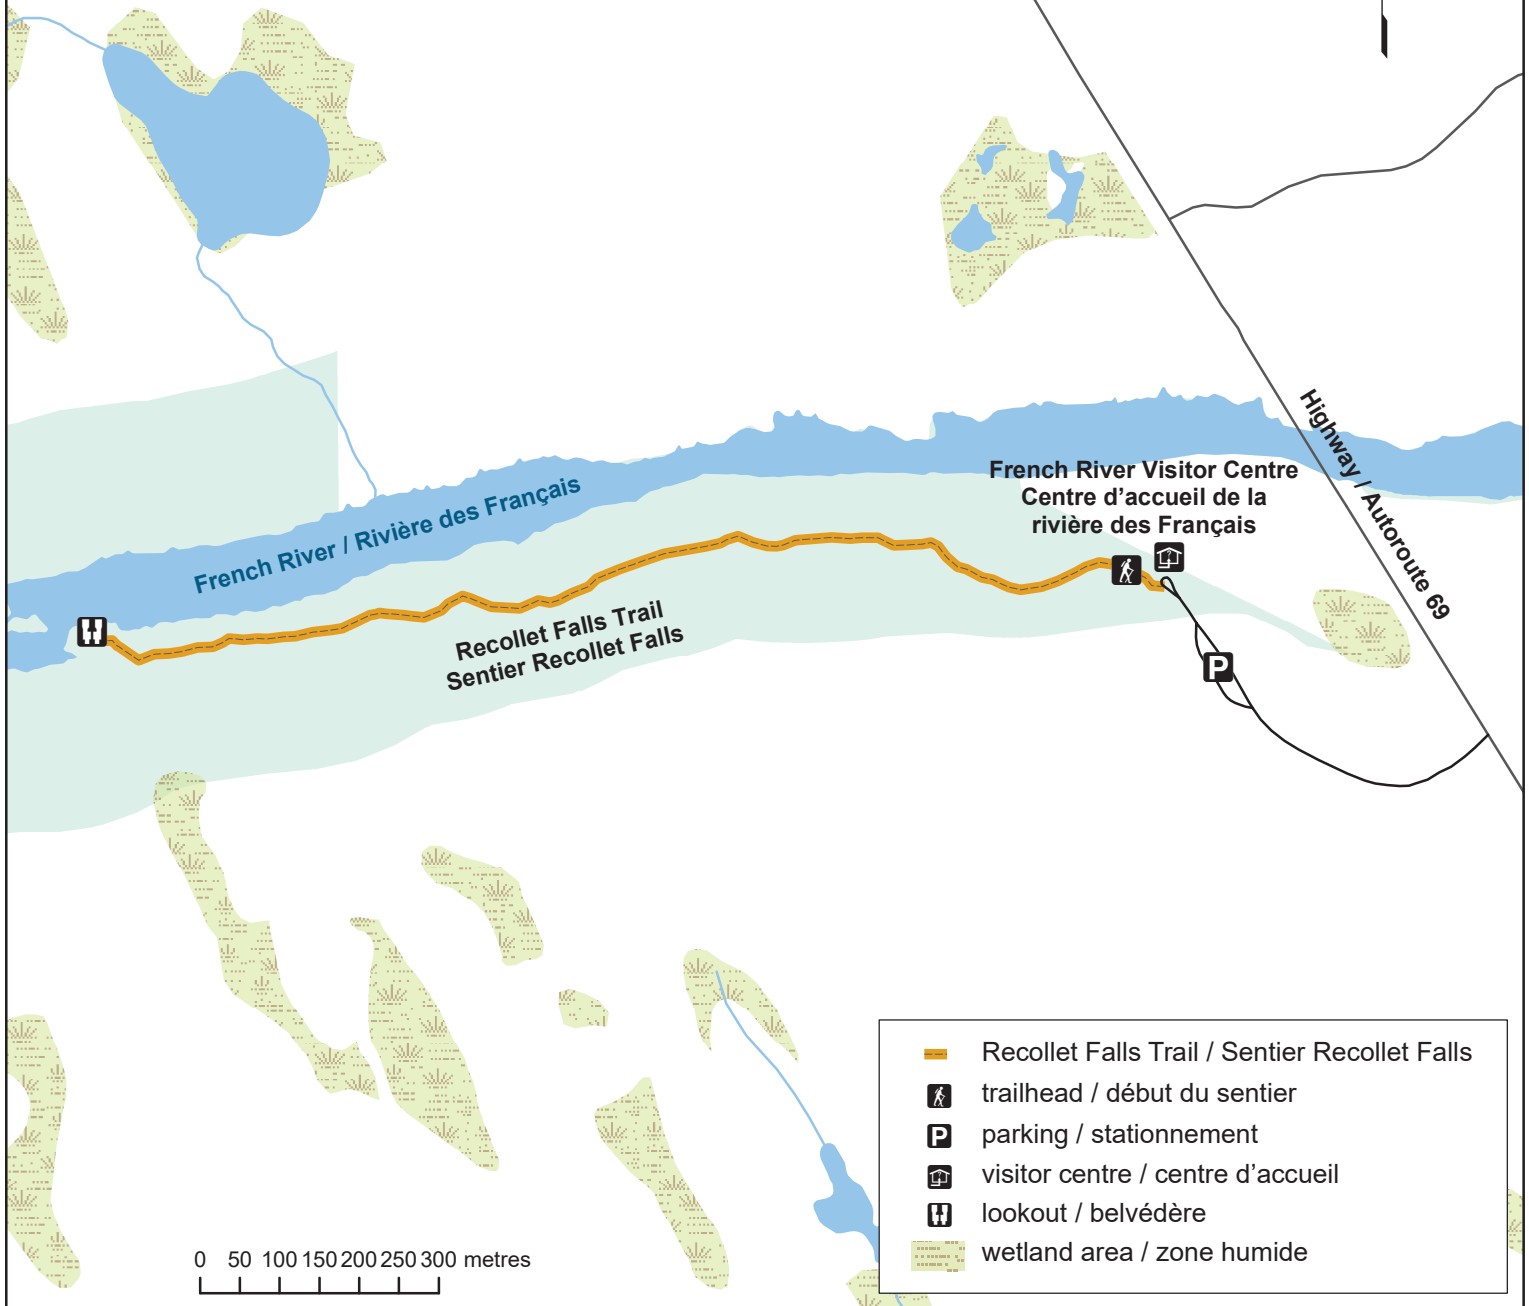 Highway / Autoroute 69
French River Visitor Centre
Centre d'accueil de la
rivière des Français
French River / Rivière des Français
Recollet Falls Trail
Sentier Recollet Falls
P
Recollet Falls Trail / Sentier Recollet Falls
trailhead / début du sentier
P parking / stationnement
? visitor centre / centre d'accueil
lookout / belvédère
wetland area / zone humide
0 50 100 150 200 250 300 metres